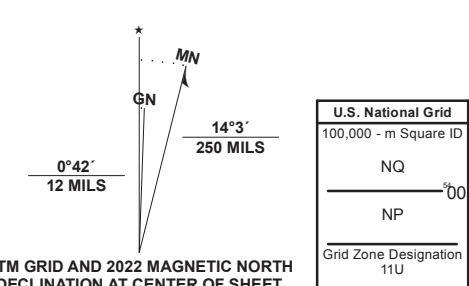 ★
MN
GN
14°3´
250 MILS
0°42´
12 MILS
TM GRID AND 2022 MAGNETIC NORTH
DECLINATION AT CENTER OF SHEET
U.S. National Grid
100,000 - m Square ID
NQ
54 00
NP
Grid Zone Designation
11U